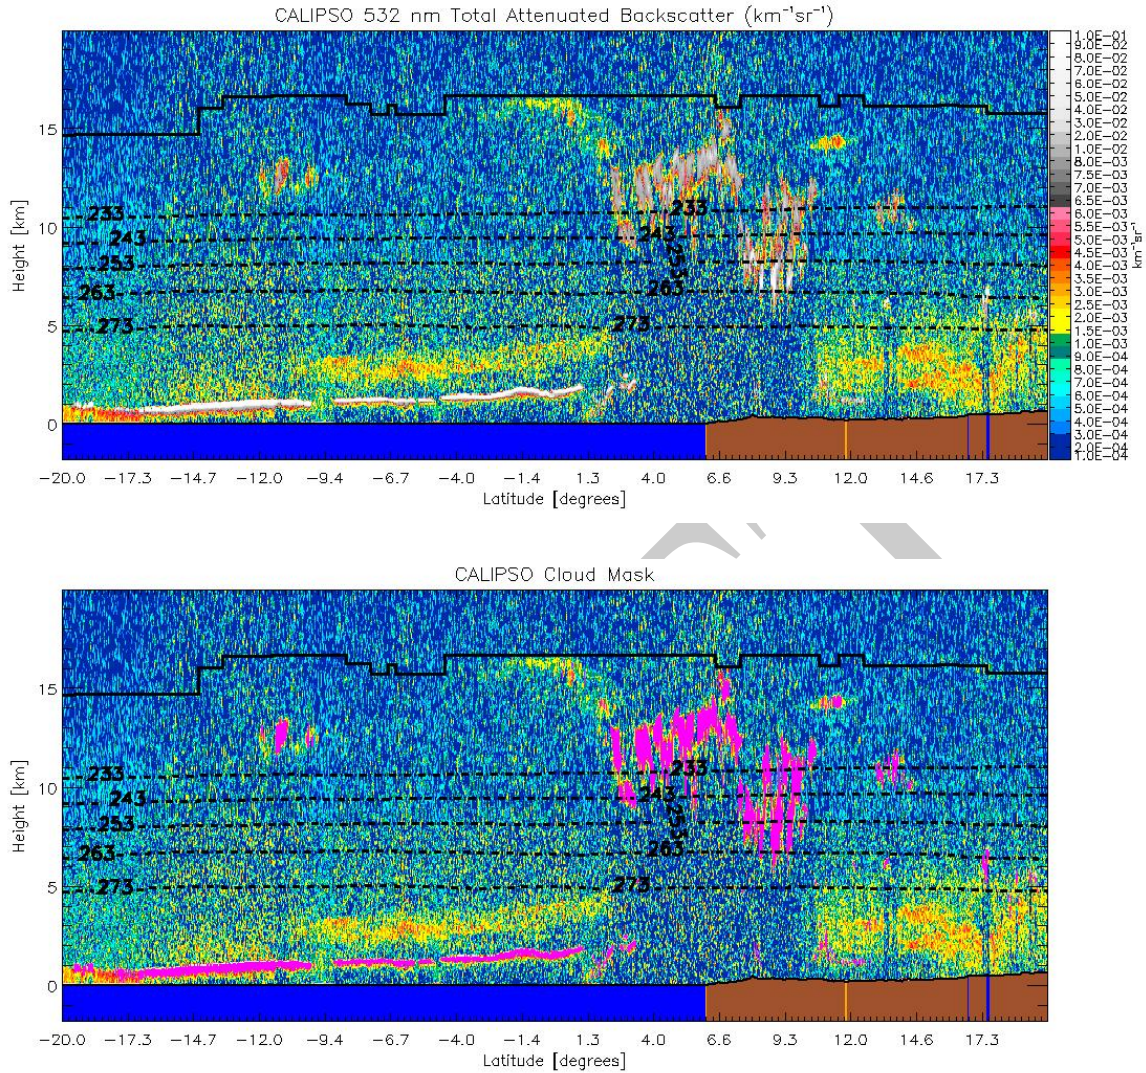 CALIPSO 532 nm Total Attenuated Backscatter (km⁻¹sr⁻¹)
1.0E−01
9.0E−02
8.0E−02
7.0E−02
6.0E−02
5.0E−02
4.0E−02
3.0E−02
2.0E−02
1.0E−02
9.0E−03
8.0E−03
7.0E−03
6.5E−03
6.0E−03
5.5E−03
5.0E−03
4.5E−03
4.0E−03
3.5E−03
3.0E−03
2.5E−03
2.0E−03
1.5E−03
1.0E−03
9.0E−04
8.0E−04
7.0E−04
6.0E−04
5.0E−04
4.0E−04
3.0E−04
2.0E−04
1.0E−04
km⁻¹sr⁻¹
Height [km]
15
10
5
0
233
243
253
263
273
233
243
253
263
273
−20.0 −17.3 −14.7 −12.0 −9.4 −6.7 −4.0 −1.4 1.3 4.0 6.6 9.3 12.0 14.6 17.3
Latitude [degrees]
CALIPSO Cloud Mask
Height [km]
15
10
5
0
233
243
253
263
273
233
243
253
263
273
−20.0 −17.3 −14.7 −12.0 −9.4 −6.7 −4.0 −1.4 1.3 4.0 6.6 9.3 12.0 14.6 17.3
Latitude [degrees]